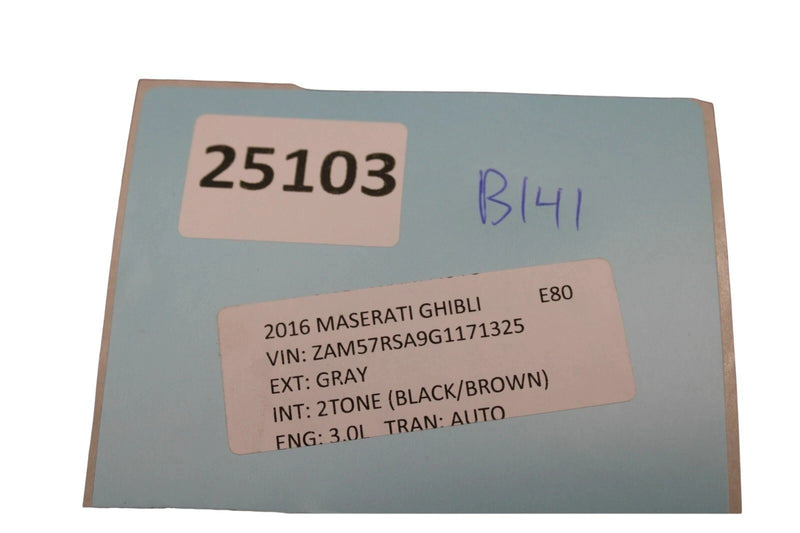 25103
B141
2016 MASERATI GHIBLI E80
VIN: ZAM57RSA9G1171325
EXT: GRAY
INT: 2TONE (BLACK/BROWN)
ENG: 3.0L TRAN: AUTO